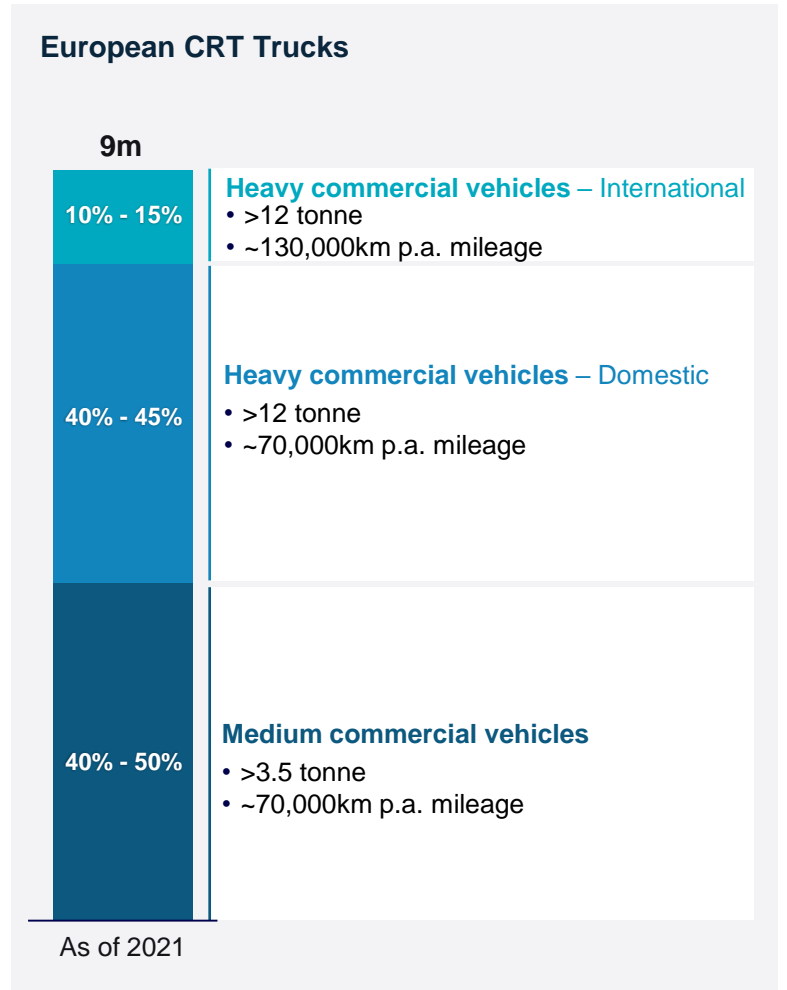 European CRT Trucks
9m
10% - 15%
Heavy commercial vehicles – International
• >12 tonne
• ~130,000km p.a. mileage
40% - 45%
Heavy commercial vehicles – Domestic
• >12 tonne
• ~70,000km p.a. mileage
40% - 50%
Medium commercial vehicles
• >3.5 tonne
• ~70,000km p.a. mileage
As of 2021